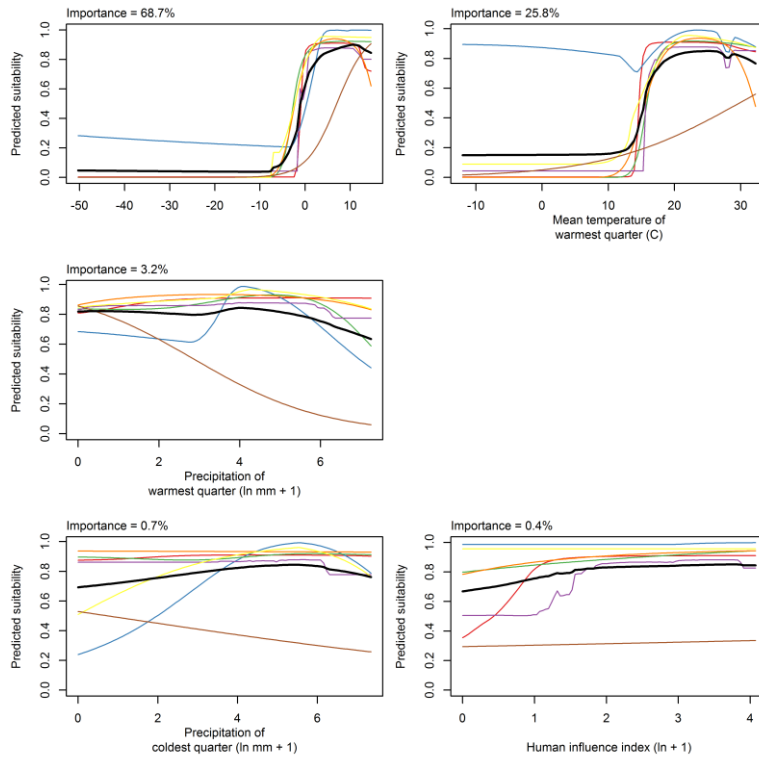 Importance = 68.7%
Predicted suitability
1.0
0.8
0.6
0.4
0.2
0.0
-50 -40 -30 -20 -10 0 10
Importance = 25.8%
Predicted suitability
1.0
0.8
0.6
0.4
0.2
0.0
-10 0 10 20 30
Mean temperature of
warmest quarter (C)
Importance = 3.2%
Predicted suitability
1.0
0.8
0.6
0.4
0.2
0.0
0 2 4 6
Precipitation of
warmest quarter (ln mm + 1)
Importance = 0.7%
Predicted suitability
1.0
0.8
0.6
0.4
0.2
0.0
0 2 4 6
Precipitation of
coldest quarter (ln mm + 1)
Importance = 0.4%
Predicted suitability
1.0
0.8
0.6
0.4
0.2
0.0
0 1 2 3 4
Human influence index (ln + 1)